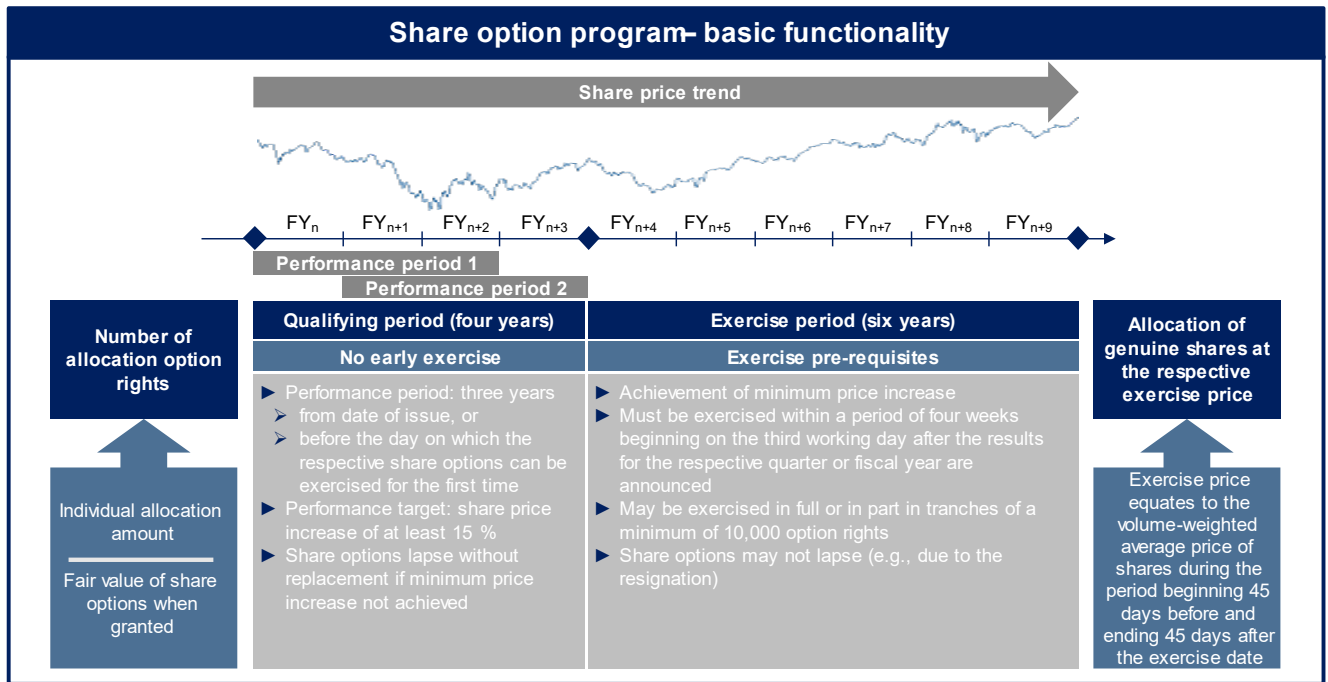 Share option program– basic functionality
Share price trend
FYn
FYn+1
FYn+2
FYn+3
FYn+4
FYn+5
FYn+6
FYn+7
FYn+8
FYn+9
Performance period 1
Performance period 2
Number of
allocation option
rights
Individual allocation
amount
Fair value of share
options when
granted
Qualifying period (four years)
No early exercise
► Performance period: three years
➢ from date of issue, or
➢ before the day on which the
respective share options can be
exercised for the first time
► Performance target: share price
increase of at least 15 %
► Share options lapse without
replacement if minimum price
increase not achieved
Exercise period (six years)
Exercise pre-requisites
► Achievement of minimum price increase
► Must be exercised within a period of four weeks
beginning on the third working day after the results
for the respective quarter or fiscal year are
announced
► May be exercised in full or in part in tranches of a
minimum of 10,000 option rights
► Share options may not lapse (e.g., due to the
resignation)
Allocation of
genuine shares at
the respective
exercise price
Exercise price
equates to the
volume-weighted
average price of
shares during the
period beginning 45
days before and
ending 45 days after
the exercise date